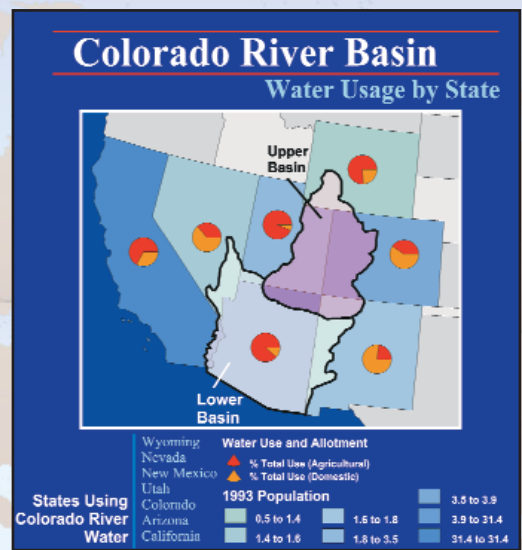 Colorado River Basin
Water Usage by State
Upper
Basin
Lower
Basin
States Using
Colorado River
Water
Wyoming
Nevada
New Mexico
Utah
Colorado
Arizona
California
Water Use and Allotment
% Total Use (Agricultural)
% Total Use (Domestic)
1993 Population
0.5 to 1.4
1.4 to 1.6
1.6 to 1.8
1.8 to 3.5
3.5 to 3.9
3.9 to 31.4
31.4 to 31.4